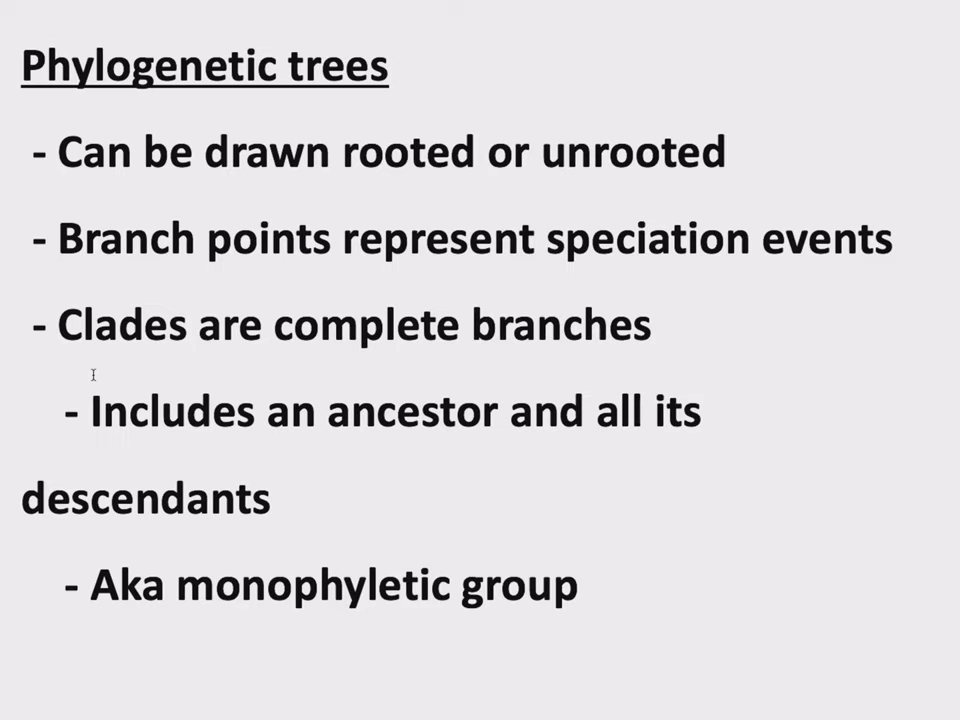 Phylogenetic trees
- Can be drawn rooted or unrooted
- Branch points represent speciation events
- Clades are complete branches
- Includes an ancestor and all its
descendants
- Aka monophyletic group